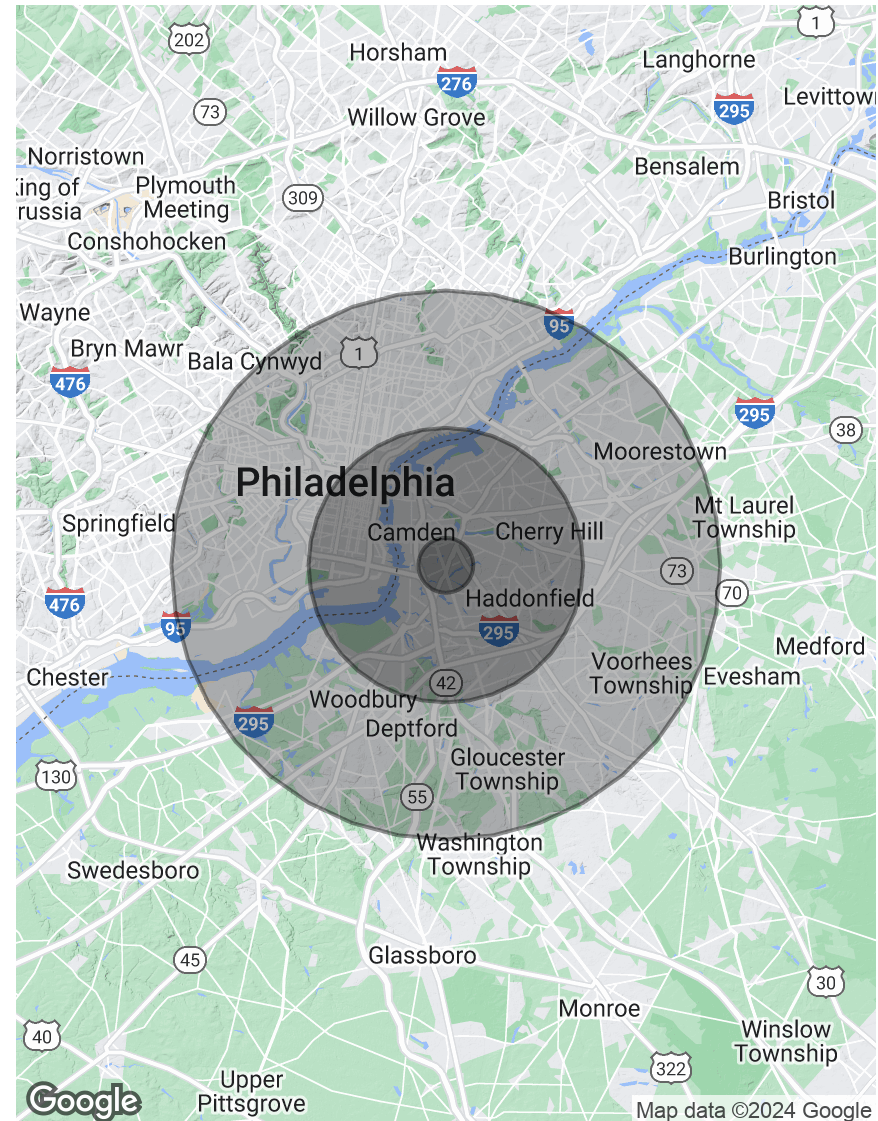 1
202
Horsham
Langhorne
276
295
Levittow
73
Willow Grove
Norristown
Bensalem
King of
russia
Plymouth
Meeting
309
Bristol
Conshohocken
Burlington
Wayne
95
Bryn Mawr
1
Bala Cynwyd
476
295
38
Moorestown
Philadelphia
Mt Laurel
Township
Springfield
Camden
Cherry Hill
73
70
476
Haddonfield
95
295
Medford
Voorhees
Township
Evesham
Chester
42
Woodbury
295
Deptford
Gloucester
Township
130
55
Washington
Township
Swedesboro
45
Glassboro
30
Monroe
40
Winslow
Township
322
Upper
Pittsgrove
Google
Map data ©2024 Google